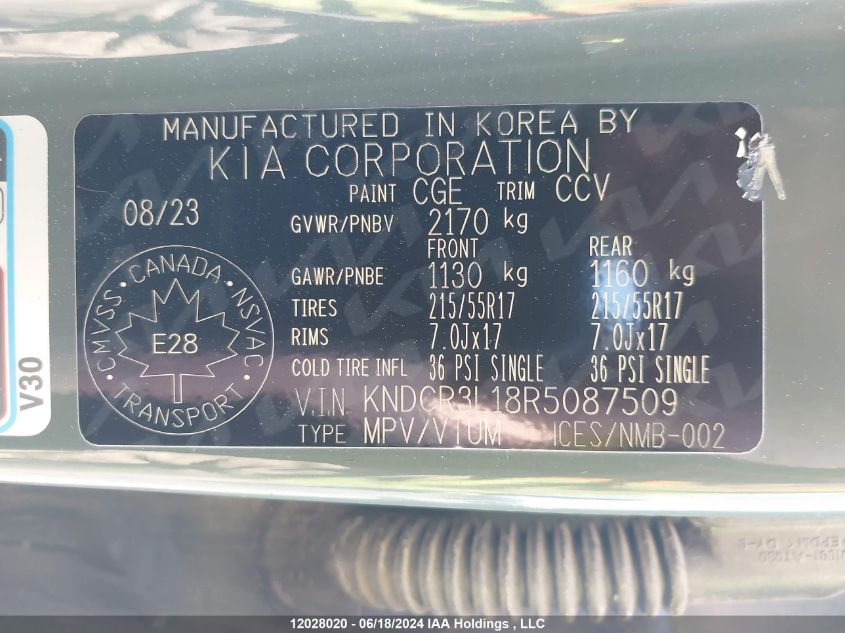 MANUFACTURED IN KOREA BY
KIA CORPORATION
PAINT CGE TRIM CCV
08/23
GVWR/PNBV 2170 kg
FRONT REAR
GAWR/PNBE 1130 kg 1160 kg
TIRES 215/55R17 215/55R17
RIMS 7.0Jx17 7.0Jx17
COLD TIRE INFL 36 PSI SINGLE 36 PSI SINGLE
V.I.N. KNDCR3L18R5087509
TYPE MPV/VTUM ICES/NMB-002
CMVSS · CANADA · NSVAC
E28
TRANSPORT
V30
12028020 - 06/18/2024 IAA Holdings , LLC